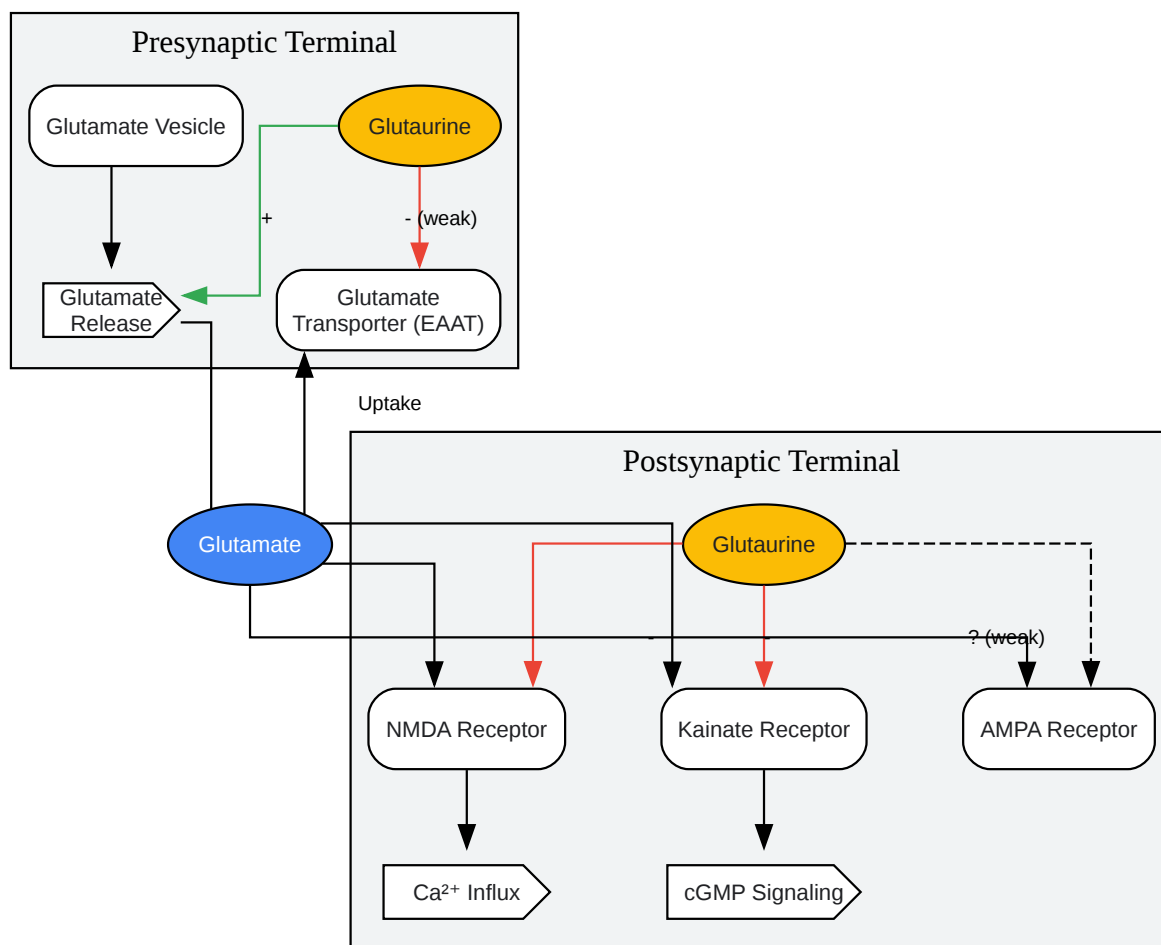 Presynaptic Terminal
Glutamate Vesicle
Glutaurine
+
- (weak)
Glutamate
Release
Glutamate
Transporter (EAAT)
Uptake
Postsynaptic Terminal
Glutamate
Glutaurine
-
-
? (weak)
NMDA Receptor
Kainate Receptor
AMPA Receptor
Ca²⁺ Influx
cGMP Signaling